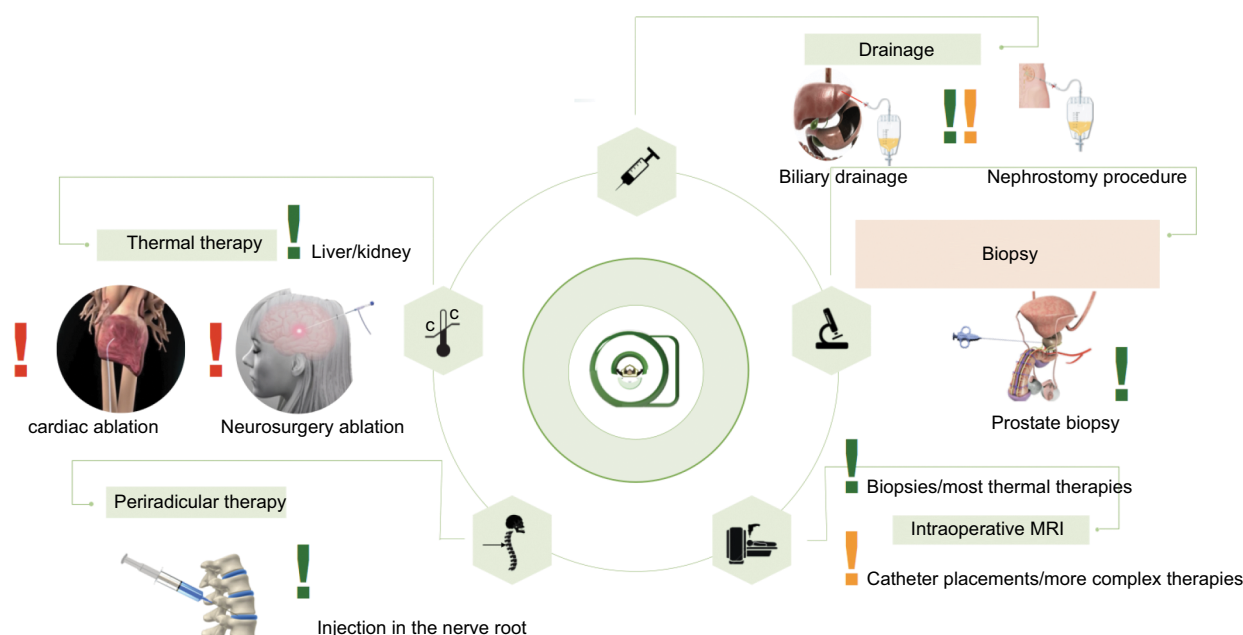 Drainage
Biliary drainage
Nephrostomy procedure
Thermal therapy
Liver/kidney
Biopsy
C C
cardiac ablation
Neurosurgery ablation
Prostate biopsy
Biopsies/most thermal therapies
Periradicular therapy
Intraoperative MRI
Catheter placements/more complex therapies
Injection in the nerve root